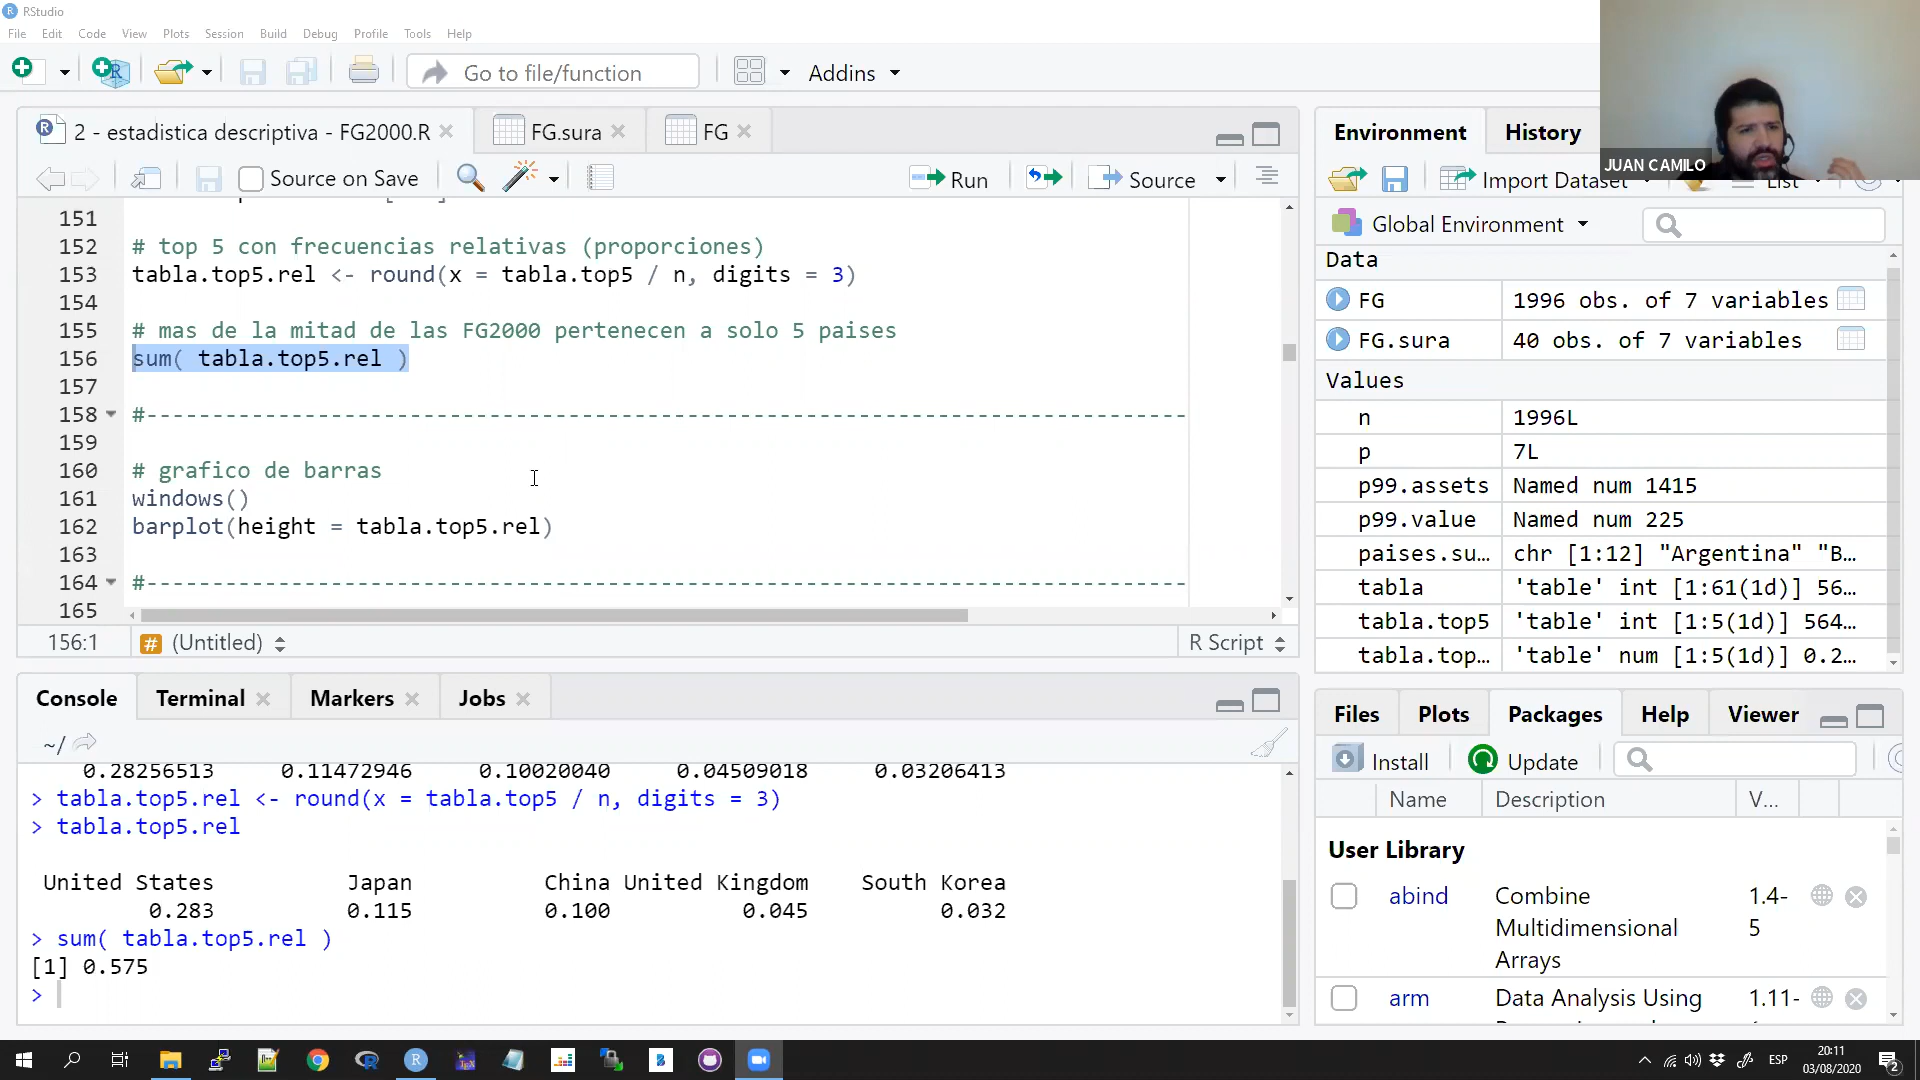 RStudio
File Edit Code View Plots Session Build Debug Profile Tools Help
Go to file/function
Addins
JUAN CAMILO
2 - estadistica descriptiva - FG2000.R
FG.sura
FG
Source on Save
Run
Source
151
152 # top 5 con frecuencias relativas (proporciones)
153 tabla.top5.rel <- round(x = tabla.top5 / n, digits = 3)
154
155 # mas de la mitad de las FG2000 pertenecen a solo 5 paises
156 sum( tabla.top5.rel )
157
158 #-------------------------------------------------------------------------------
159
160 # grafico de barras
161 windows()
162 barplot(height = tabla.top5.rel)
163
164 #-------------------------------------------------------------------------------
165
156:1
# (Untitled)
R Script
Console Terminal Markers Jobs
~/
0.28256513 0.11472946 0.10020040 0.04509018 0.03206413
> tabla.top5.rel <- round(x = tabla.top5 / n, digits = 3)
> tabla.top5.rel
United States Japan China United Kingdom South Korea
0.283 0.115 0.100 0.045 0.032
> sum( tabla.top5.rel )
[1] 0.575
>
Environment History
Import Dataset
List
Global Environment
Data
FG 1996 obs. of 7 variables
FG.sura 40 obs. of 7 variables
Values
n 1996L
p 7L
p99.assets Named num 1415
p99.value Named num 225
paises.su… chr [1:12] "Argentina" "B…
tabla 'table' int [1:61(1d)] 56…
tabla.top5 'table' int [1:5(1d)] 564…
tabla.top… 'table' num [1:5(1d)] 0.2…
Files Plots Packages Help Viewer
Install Update
Name Description V...
User Library
abind Combine Multidimensional Arrays 1.4-5
arm Data Analysis Using 1.11-
ESP
20:11
03/08/2020
2